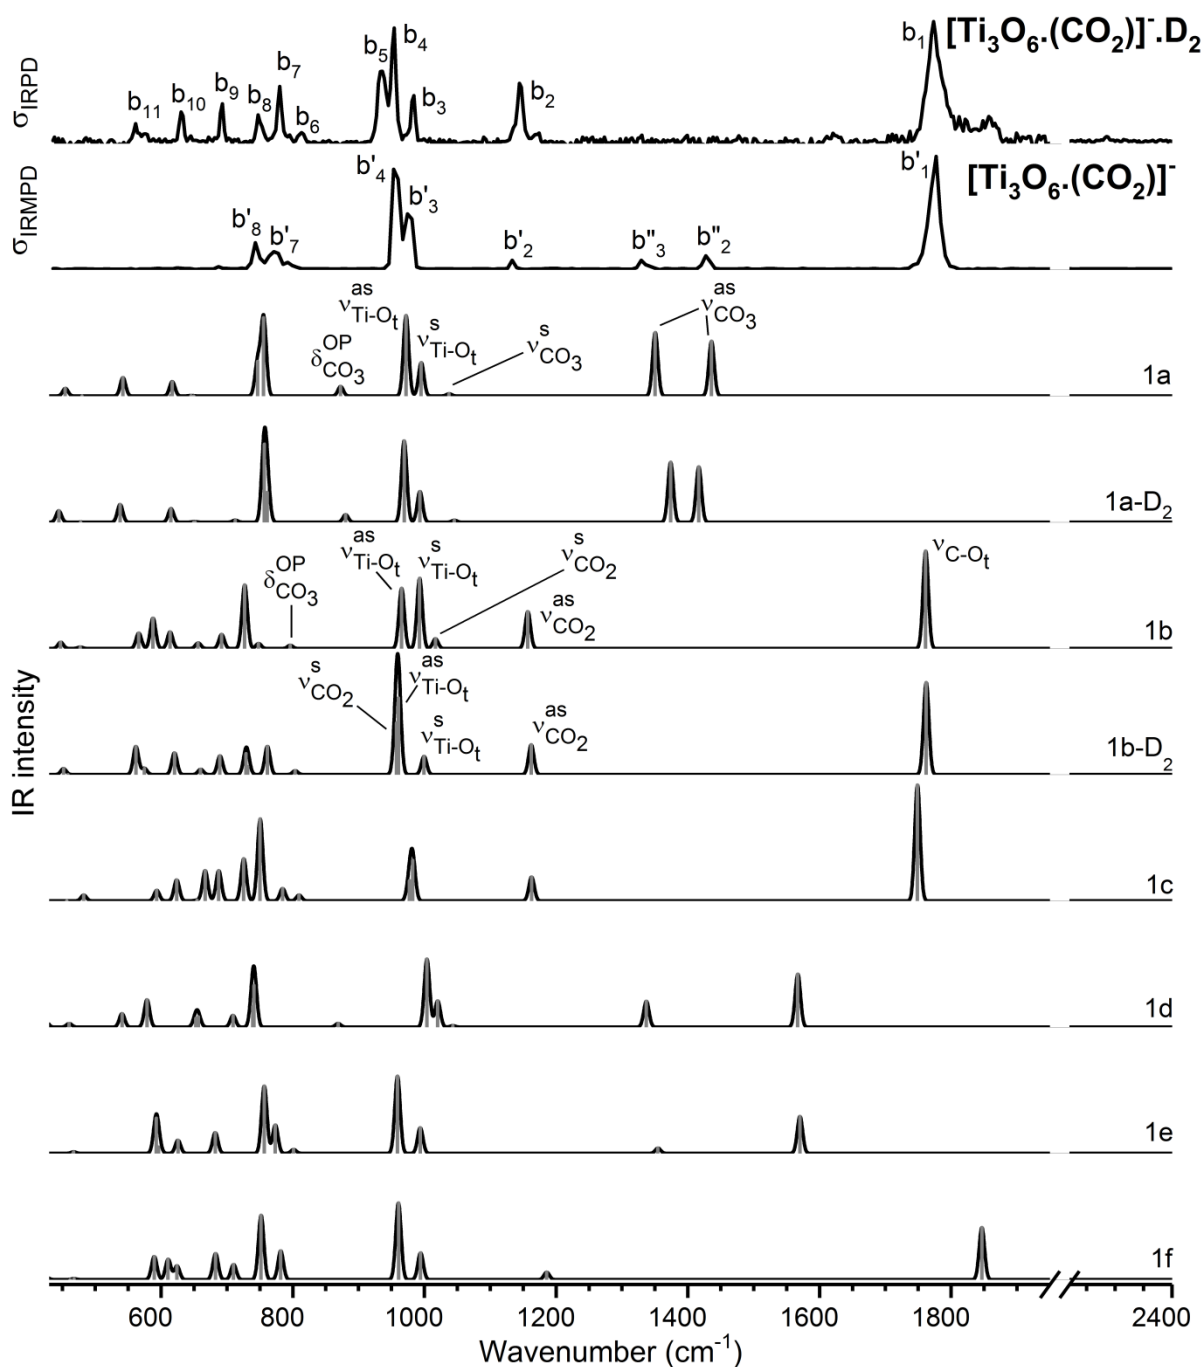 σIRPD
b11
b10
b9
b8
b7
b6
b5
b4
b3
b2
b1
[Ti3O6.(CO2)]-.D2
σIRMPD
b'8
b'7
b'4
b'3
b'2
b"3
b"2
b'1
[Ti3O6.(CO2)]-
δOPCO3
νasTi-Ot
νsTi-Ot
νsCO3
νasCO3
1a
1a-D2
δOPCO3
νasTi-Ot
νsTi-Ot
νsCO2
νasCO2
νC-Ot
1b
νsCO2
νasTi-Ot
νsTi-Ot
νasCO2
1b-D2
1c
1d
1e
1f
IR intensity
600 800 1000 1200 1400 1600 1800 2400
Wavenumber (cm-1)